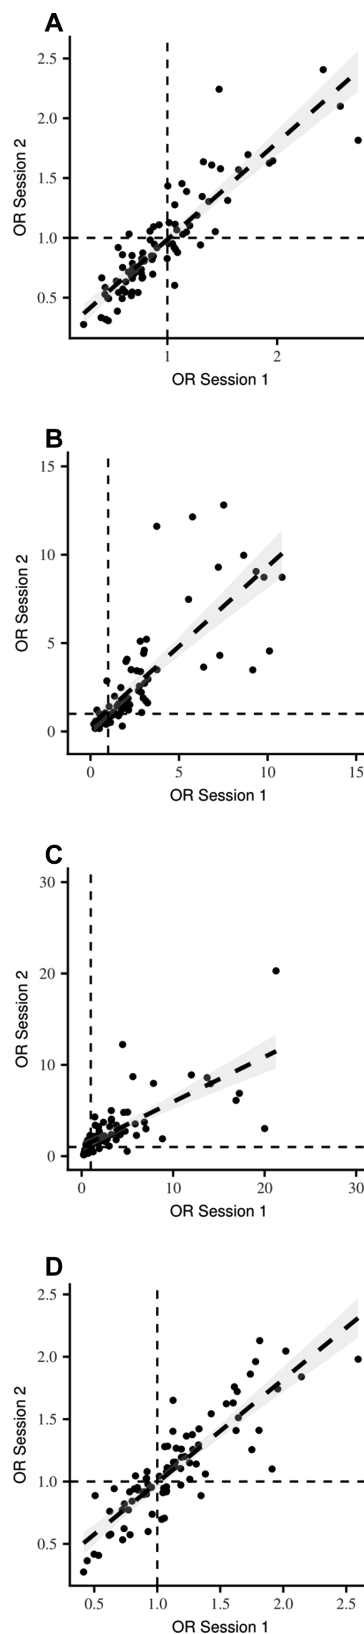 A
2.5
2.0
1.5
1.0
0.5
OR Session 2
1 2
OR Session 1
B
15
10
5
0
OR Session 2
0 5 10 15
OR Session 1
C
30
20
10
0
OR Session 2
0 10 20 30
OR Session 1
D
2.5
2.0
1.5
1.0
0.5
OR Session 2
0.5 1.0 1.5 2.0 2.5
OR Session 1